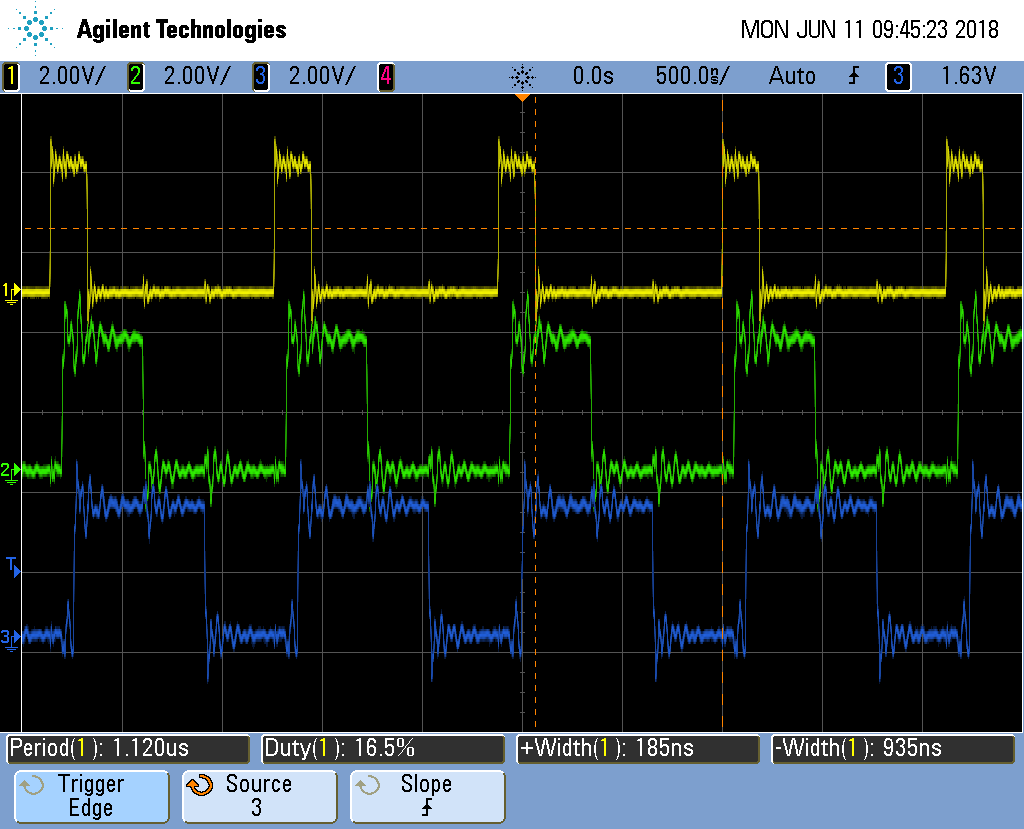 Agilent Technologies
MON JUN 11 09:45:23 2018
1 2.00V/ 2 2.00V/ 3 2.00V/ 4 0.0s 500.0ns/ Auto 3 1.63V
1
2
T
3
Period(1): 1.120us Duty(1): 16.5% +Width(1): 185ns -Width(1): 935ns
Trigger Source Slope
Edge 3